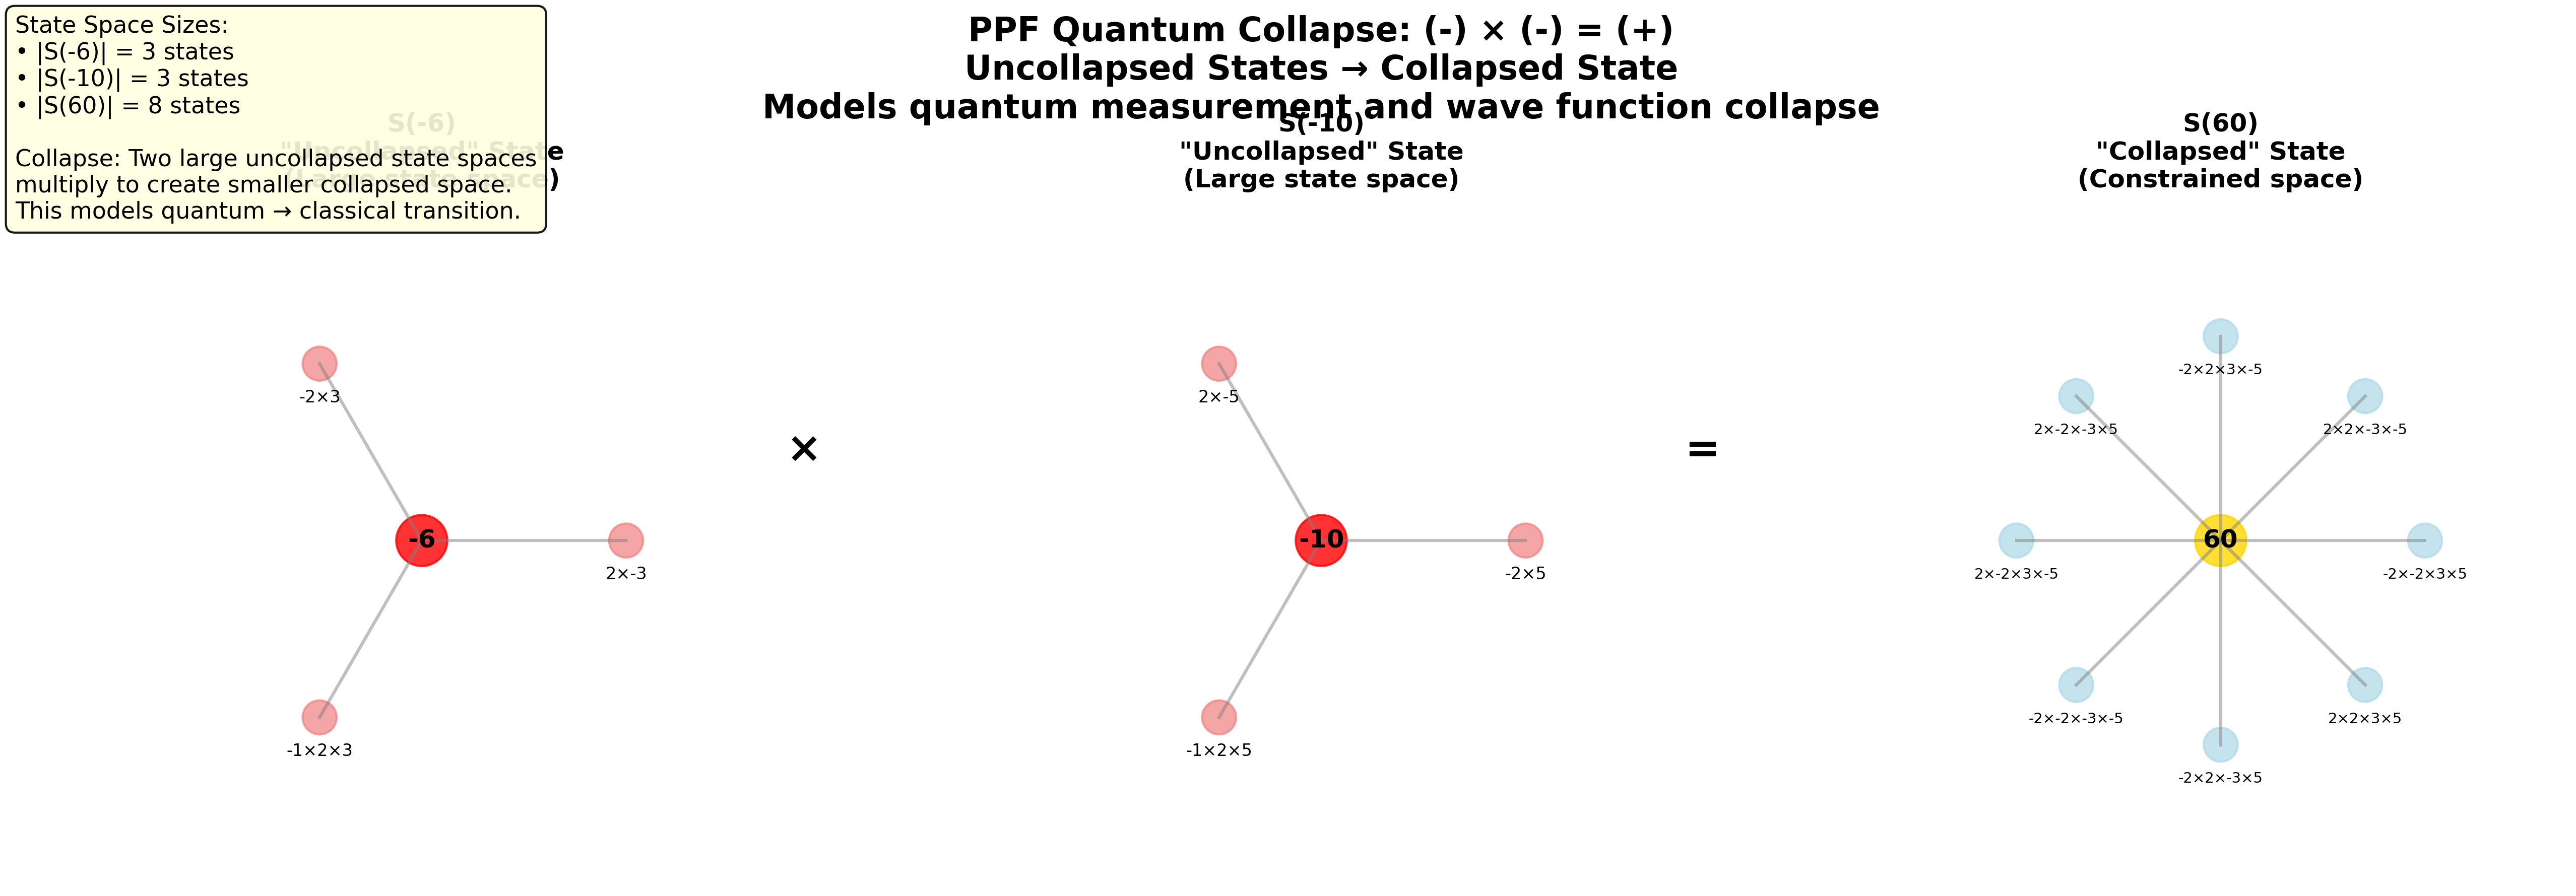 State Space Sizes:
• |S(-6)| = 3 states
• |S(-10)| = 3 states
• |S(60)| = 8 states
Collapse: Two large uncollapsed state spaces
multiply to create smaller collapsed space.
This models quantum → classical transition.
PPF Quantum Collapse: (-) × (-) = (+)
Uncollapsed States → Collapsed State
Models quantum measurement and wave function collapse
S(-6)
"Uncollapsed" State
(Large state space)
S(-10)
"Uncollapsed" State
(Large state space)
S(60)
"Collapsed" State
(Constrained space)
-2×3
-6
2×-3
-1×2×3
×
2×-5
-10
-2×5
-1×2×5
=
-2×2×3×-5
2×-2×-3×5
2×2×-3×-5
60
2×-2×3×-5
-2×-2×3×5
-2×-2×-3×-5
2×2×3×5
-2×2×-3×5